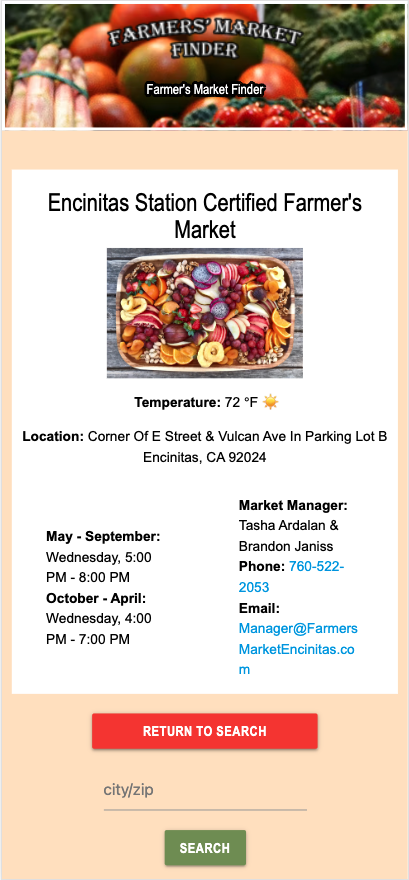 FARMERS' MARKET
FINDER
Farmer's Market Finder
Encinitas Station Certified Farmer's
Market
Temperature: 72 °F ☀️
Location: Corner Of E Street & Vulcan Ave In Parking Lot B
Encinitas, CA 92024
May - September:
Wednesday, 5:00
PM - 8:00 PM
October - April:
Wednesday, 4:00
PM - 7:00 PM
Market Manager:
Tasha Ardalan &
Brandon Janiss
Phone: 760-522-
2053
Email:
Manager@Farmers
MarketEncinitas.co
m
RETURN TO SEARCH
city/zip
SEARCH